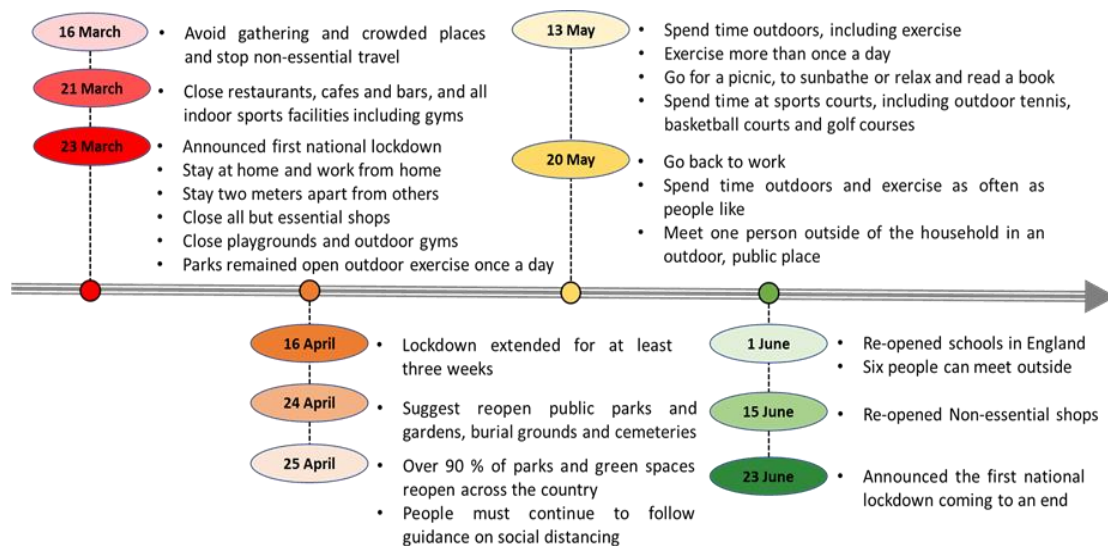 16 March
• Avoid gathering and crowded places
and stop non-essential travel
21 March
• Close restaurants, cafes and bars, and all
indoor sports facilities including gyms
23 March
• Announced first national lockdown
• Stay at home and work from home
• Stay two meters apart from others
• Close all but essential shops
• Close playgrounds and outdoor gyms
• Parks remained open outdoor exercise once a day
13 May
• Spend time outdoors, including exercise
• Exercise more than once a day
• Go for a picnic, to sunbathe or relax and read a book
• Spend time at sports courts, including outdoor tennis,
basketball courts and golf courses
20 May
• Go back to work
• Spend time outdoors and exercise as often as
people like
• Meet one person outside of the household in an
outdoor, public place
16 April
• Lockdown extended for at least
three weeks
24 April
• Suggest reopen public parks and
gardens, burial grounds and cemeteries
25 April
• Over 90 % of parks and green spaces
reopen across the country
• People must continue to follow
guidance on social distancing
1 June
• Re-opened schools in England
• Six people can meet outside
15 June
• Re-opened Non-essential shops
23 June
• Announced the first national
lockdown coming to an end